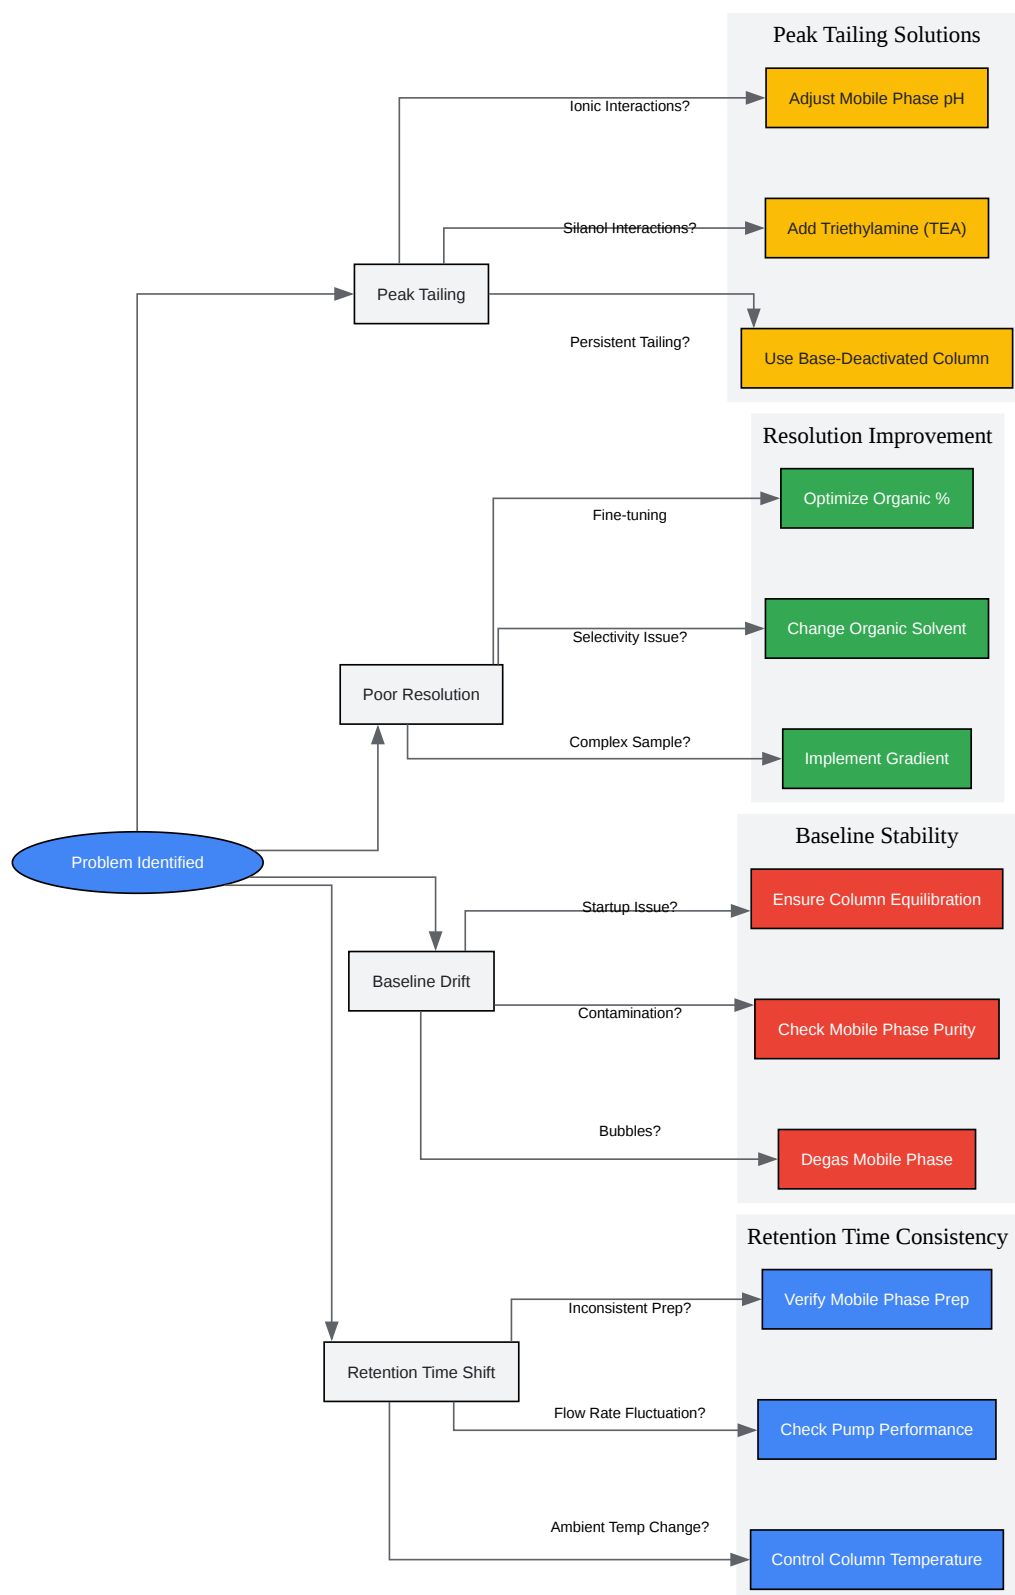 Peak Tailing Solutions
Ionic Interactions?
Adjust Mobile Phase pH
Silanol Interactions?
Add Triethylamine (TEA)
Peak Tailing
Persistent Tailing?
Use Base-Deactivated Column
Resolution Improvement
Fine-tuning
Optimize Organic %
Selectivity Issue?
Change Organic Solvent
Poor Resolution
Complex Sample?
Implement Gradient
Problem Identified
Baseline Stability
Startup Issue?
Ensure Column Equilibration
Baseline Drift
Contamination?
Check Mobile Phase Purity
Bubbles?
Degas Mobile Phase
Retention Time Consistency
Inconsistent Prep?
Verify Mobile Phase Prep
Retention Time Shift
Flow Rate Fluctuation?
Check Pump Performance
Ambient Temp Change?
Control Column Temperature